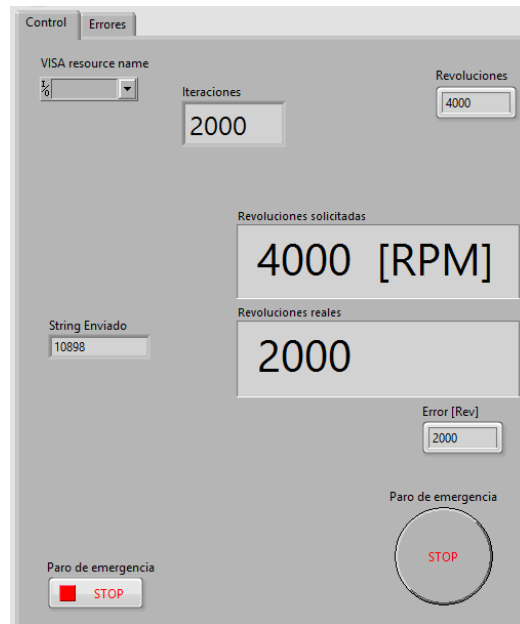 Control Errores
VISA resource name
I/O
Iteraciones
2000
Revoluciones
4000
Revoluciones solicitadas
4000 [RPM]
String Enviado
10898
Revoluciones reales
2000
Error [Rev]
2000
Paro de emergencia
STOP
Paro de emergencia
STOP